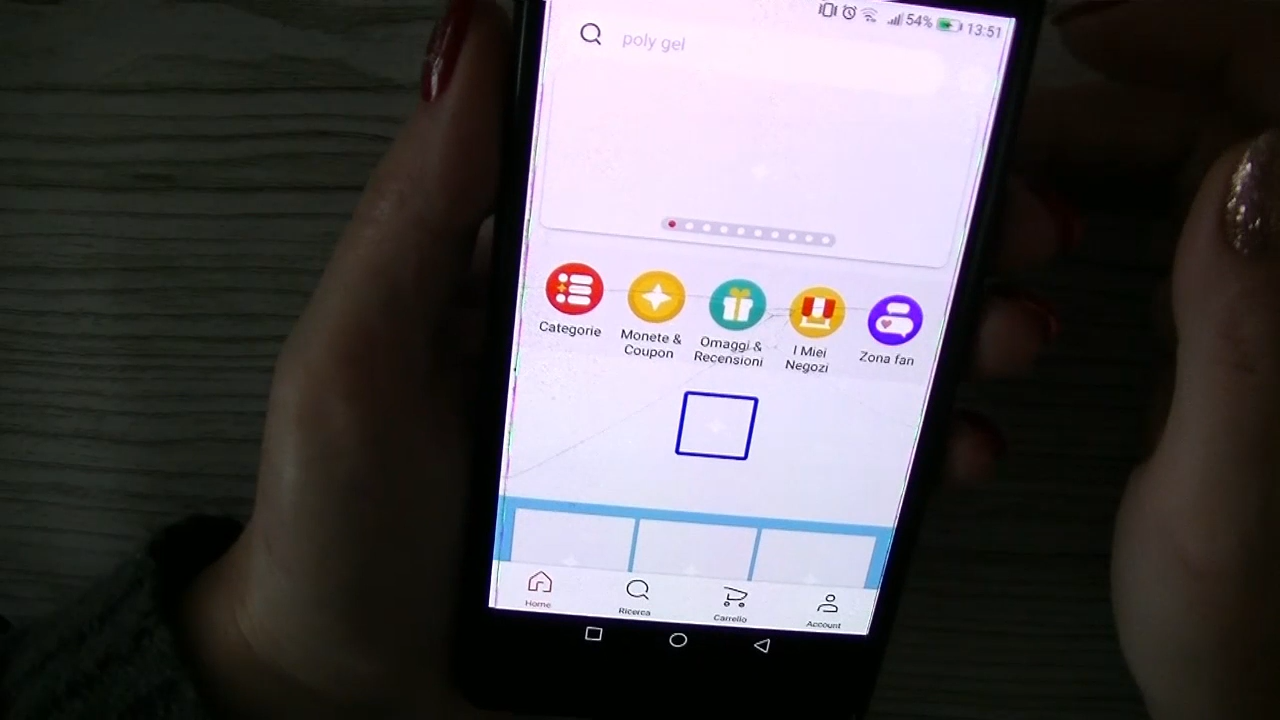 54% 13:51
poly gel
Categorie
Monete &
Coupon
Omaggi &
Recensioni
I Miei
Negozi
Zona fan
Home
Ricerca
Carrello
Account